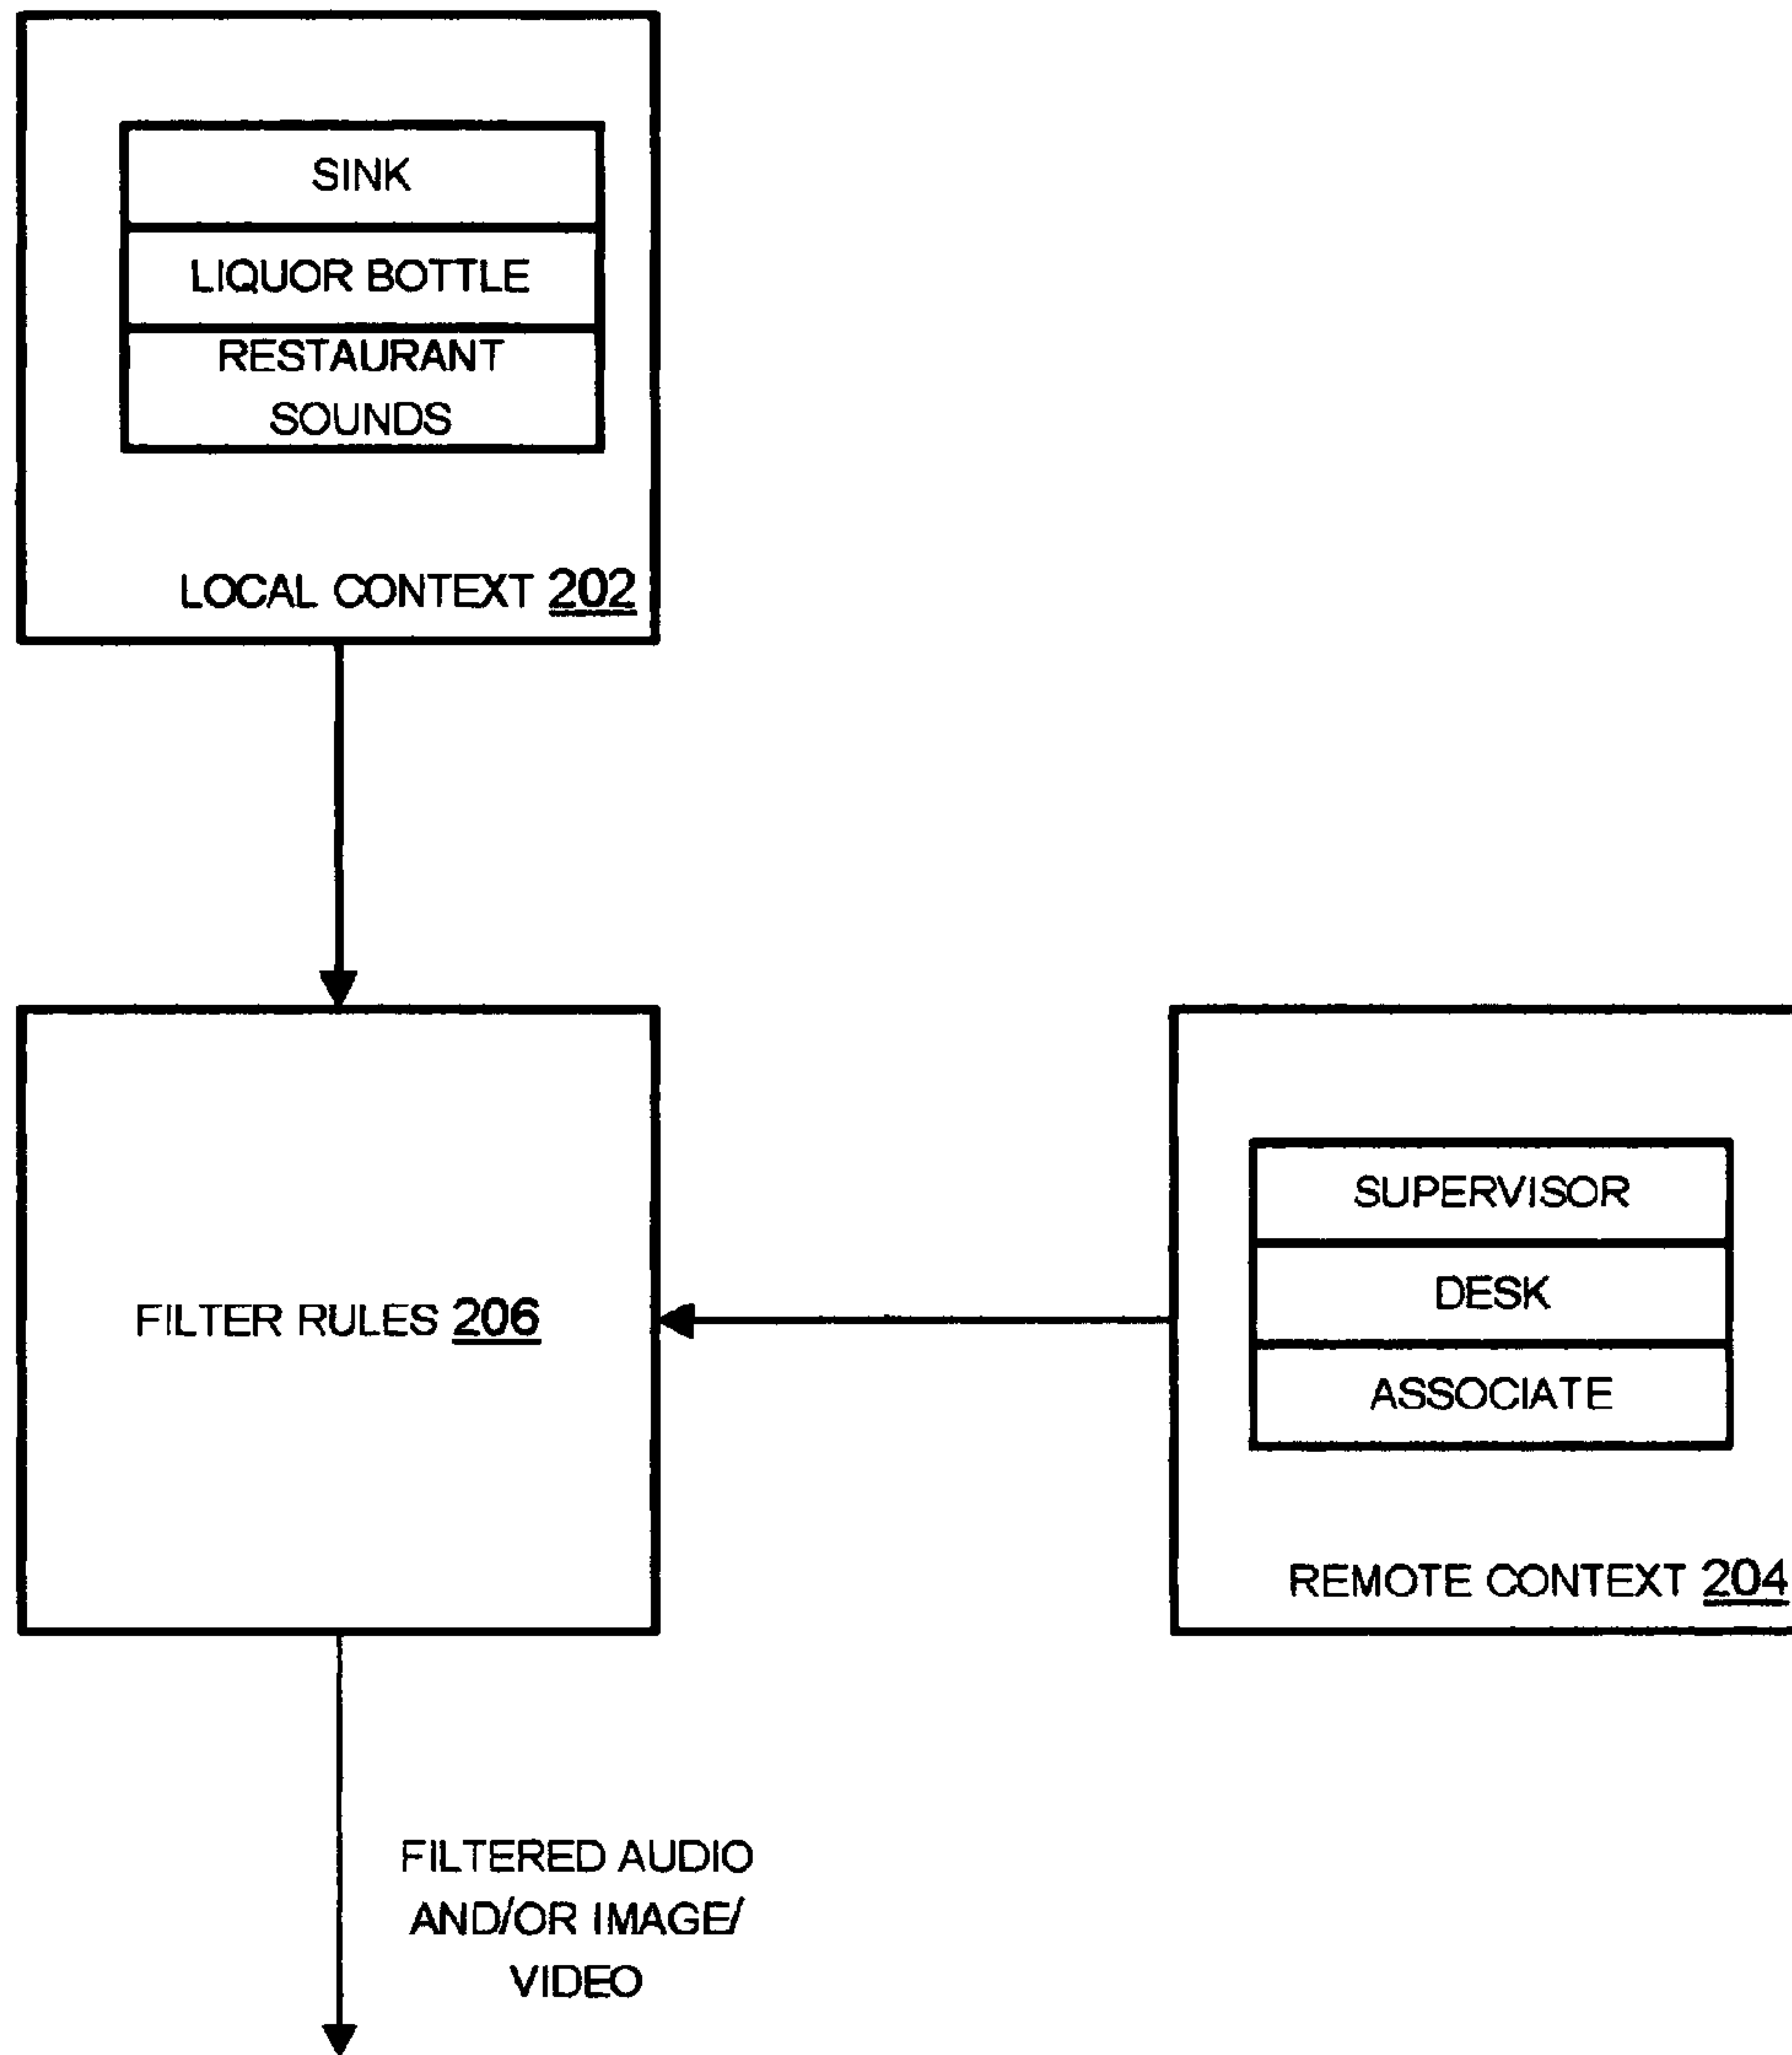 SINK
LIQUOR BOTTLE
RESTAURANT
SOUNDS
LOCAL CONTEXT 202
FILTER RULES 206
SUPERVISOR
DESK
ASSOCIATE
REMOTE CONTEXT 204
FILTERED AUDIO
AND/OR IMAGE/
VIDEO